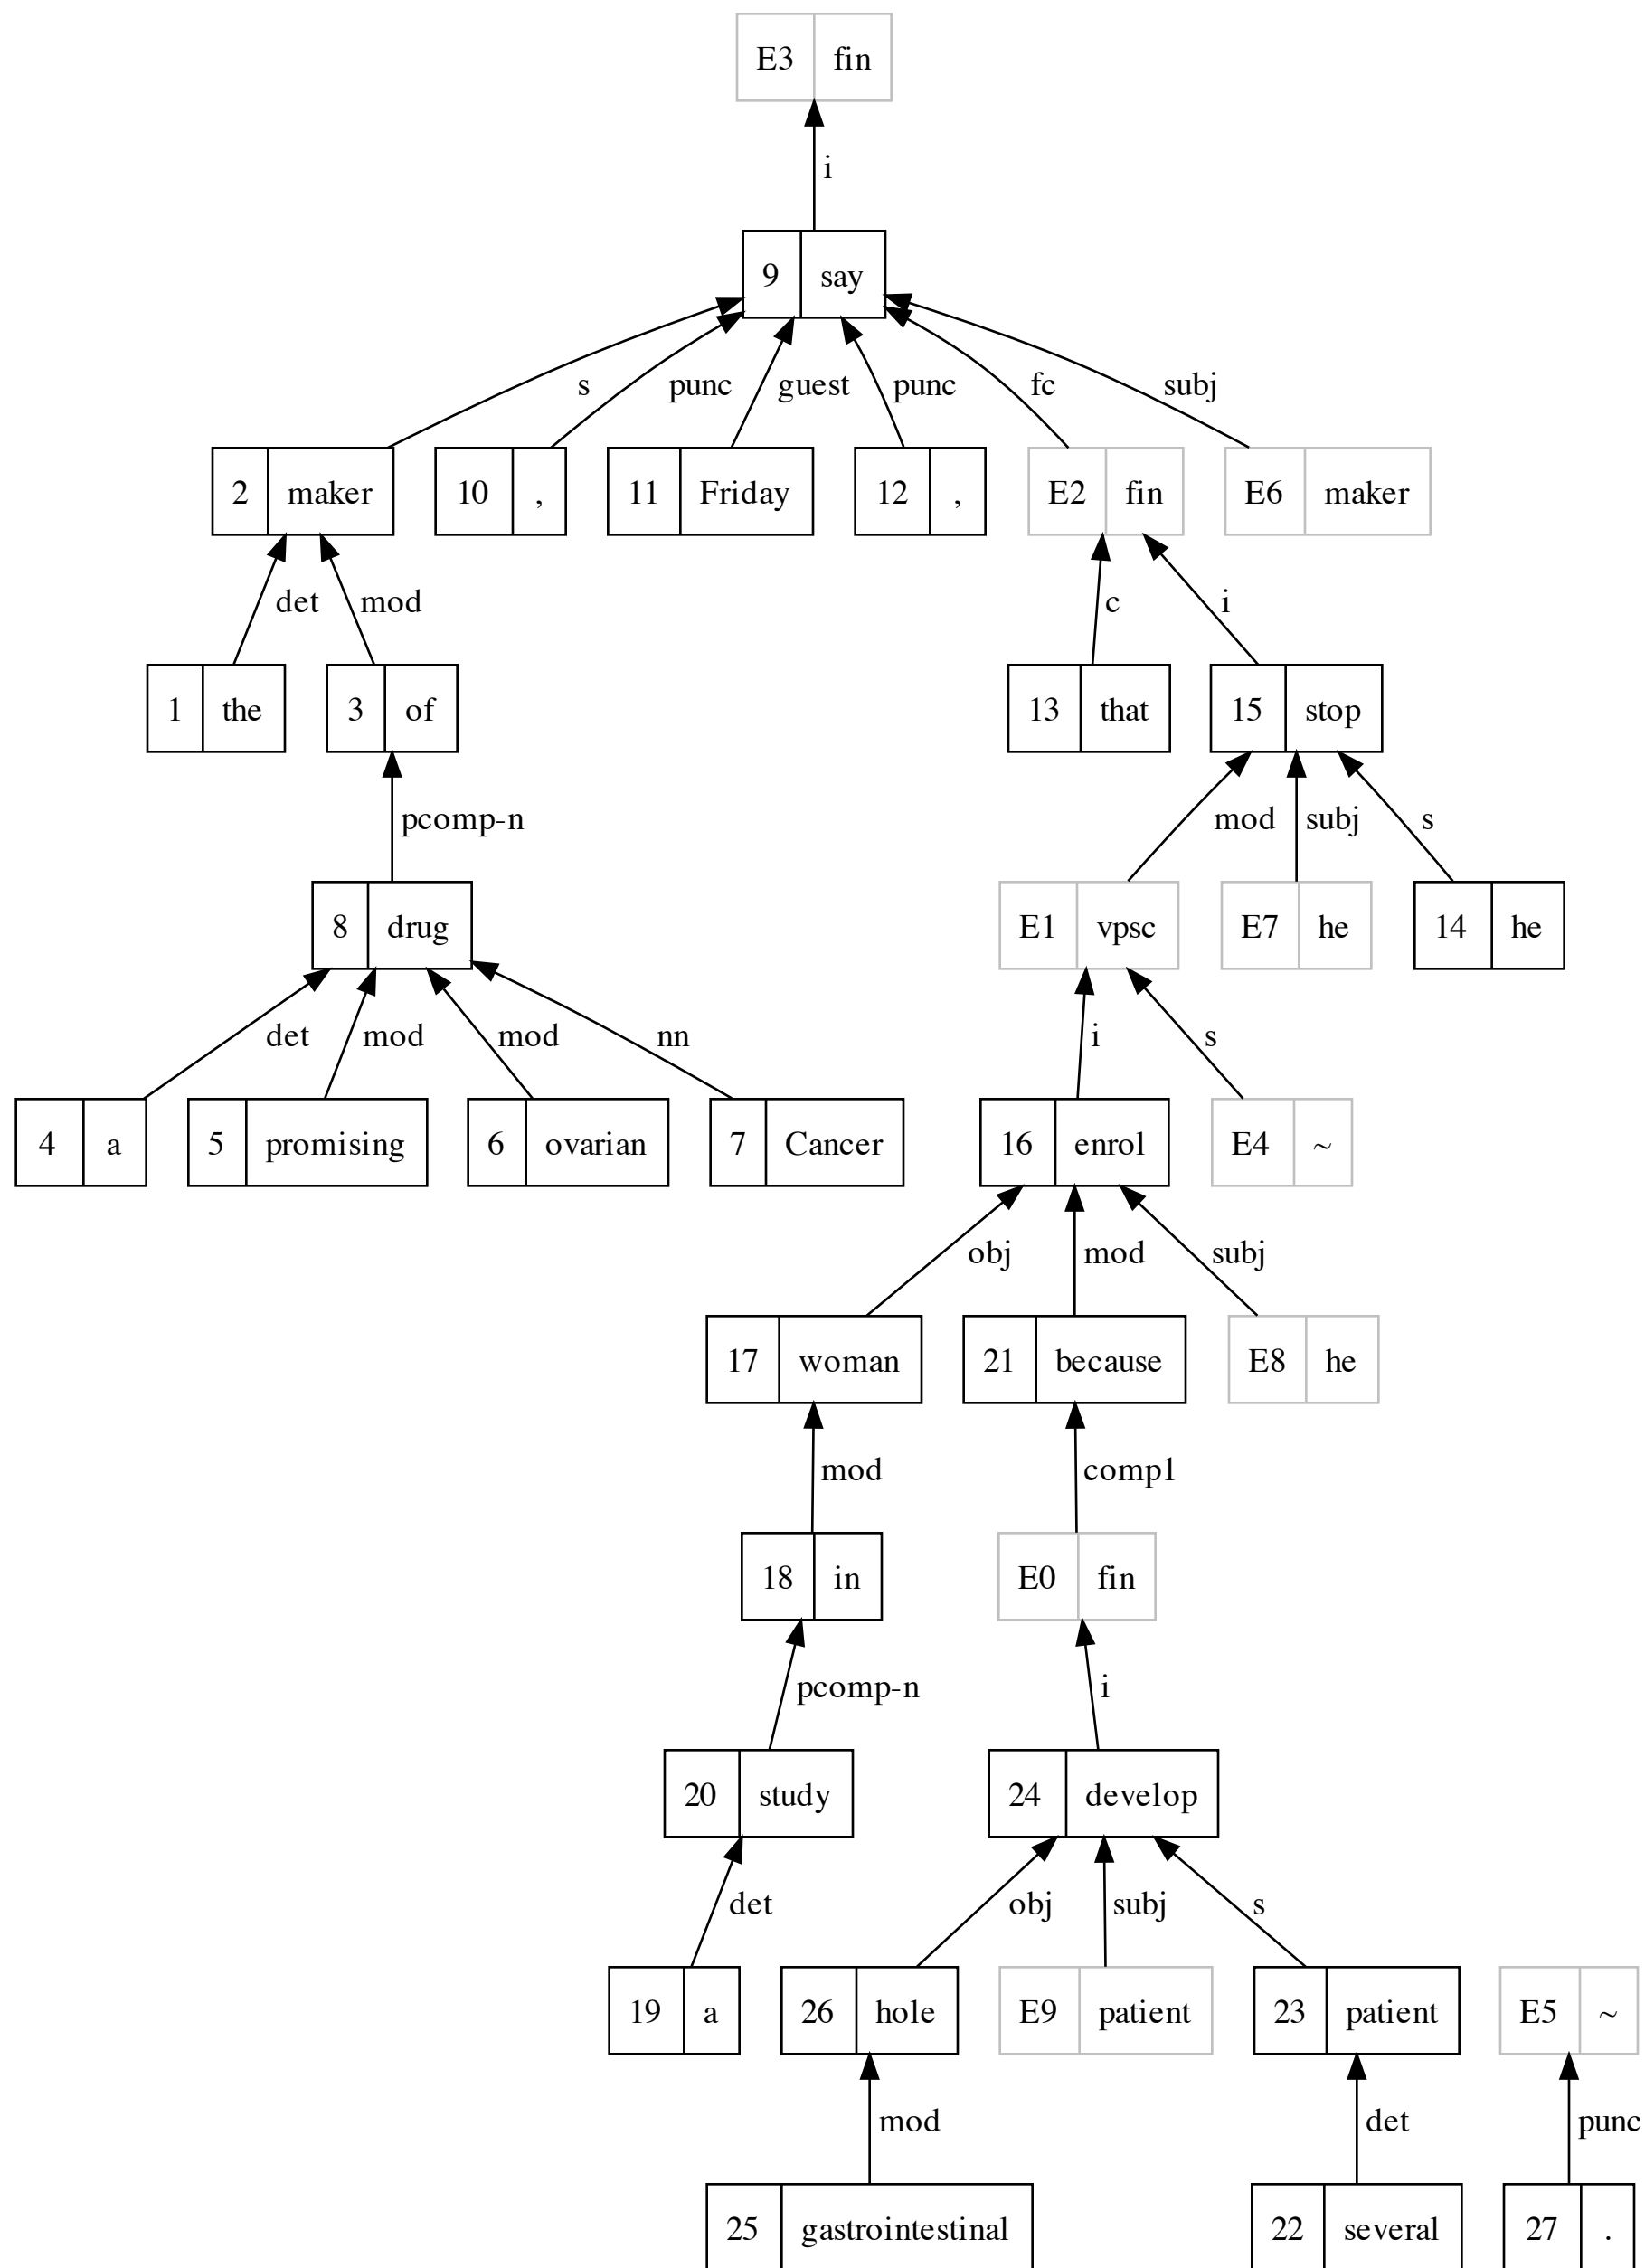 E3 fin
i
9 say
s punc guest punc fc subj
2 maker 10 , 11 Friday 12 , E2 fin E6 maker
det mod c i
1 the 3 of 13 that 15 stop
pcomp-n mod subj s
8 drug E1 vpsc E7 he 14 he
det mod mod nn i s
4 a 5 promising 6 ovarian 7 Cancer 16 enrol E4 ~
obj mod subj
17 woman 21 because E8 he
mod comp1
18 in E0 fin
pcomp-n i
20 study 24 develop
det obj subj s
19 a 26 hole E9 patient 23 patient E5 ~
mod det punc
25 gastrointestinal 22 several 27 .